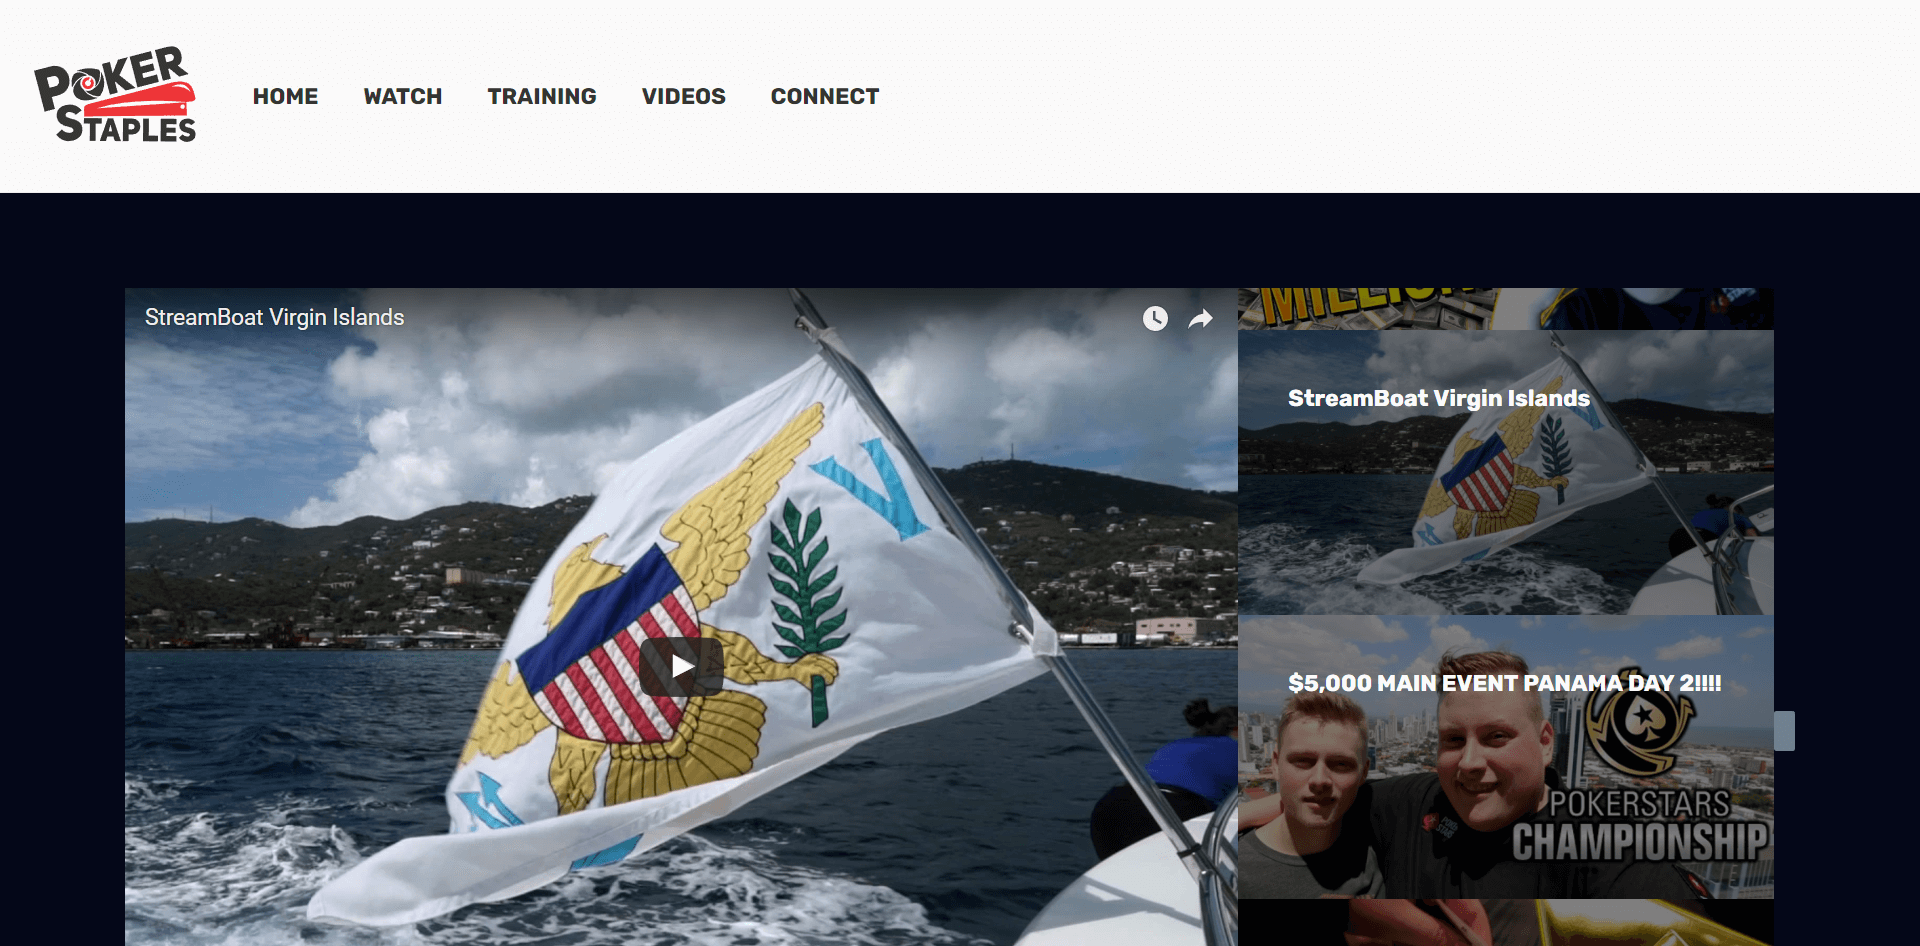 POKER
STAPLES
HOME
WATCH
TRAINING
VIDEOS
CONNECT
StreamBoat Virgin Islands
V
MILLION
StreamBoat Virgin Islands
$5,000 MAIN EVENT PANAMA DAY 2!!!!
POKERSTARS
CHAMPIONSHIP